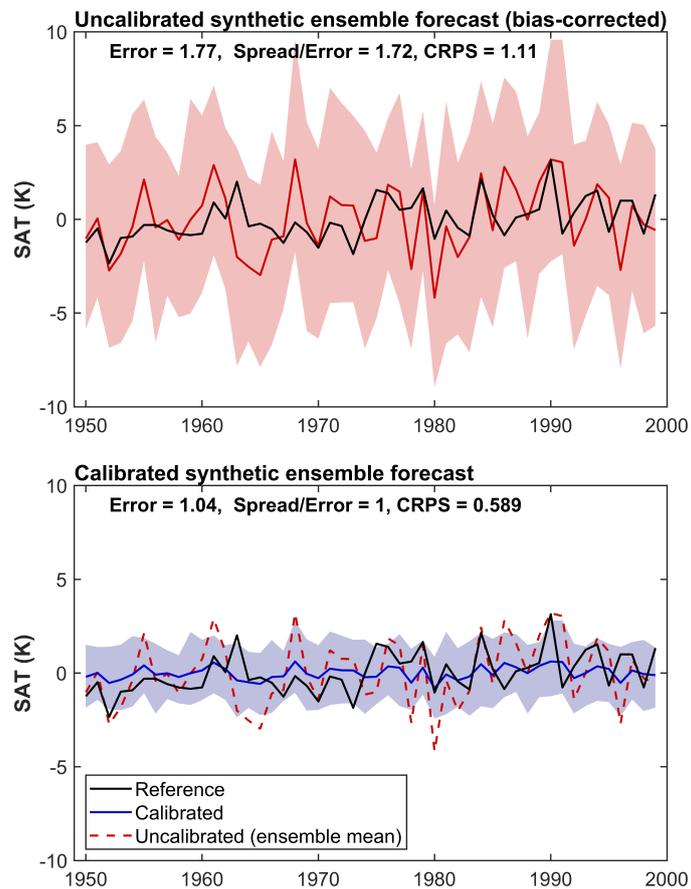 Uncalibrated synthetic ensemble forecast (bias-corrected)
10
Error = 1.77, Spread/Error = 1.72, CRPS = 1.11
5
SAT (K)
0
-5
-10
1950 1960 1970 1980 1990 2000
Calibrated synthetic ensemble forecast
10
Error = 1.04, Spread/Error = 1, CRPS = 0.589
5
SAT (K)
0
-5
Reference
Calibrated
Uncalibrated (ensemble mean)
-10
1950 1960 1970 1980 1990 2000